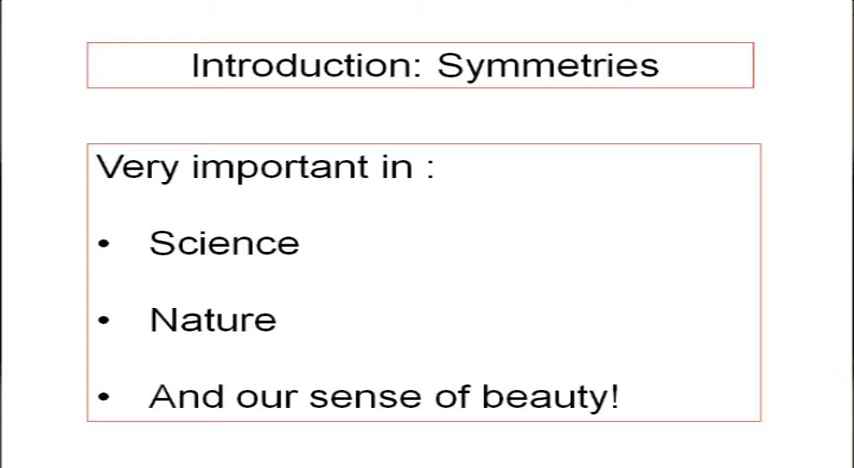 Introduction: Symmetries
Very important in :
• Science
• Nature
• And our sense of beauty!